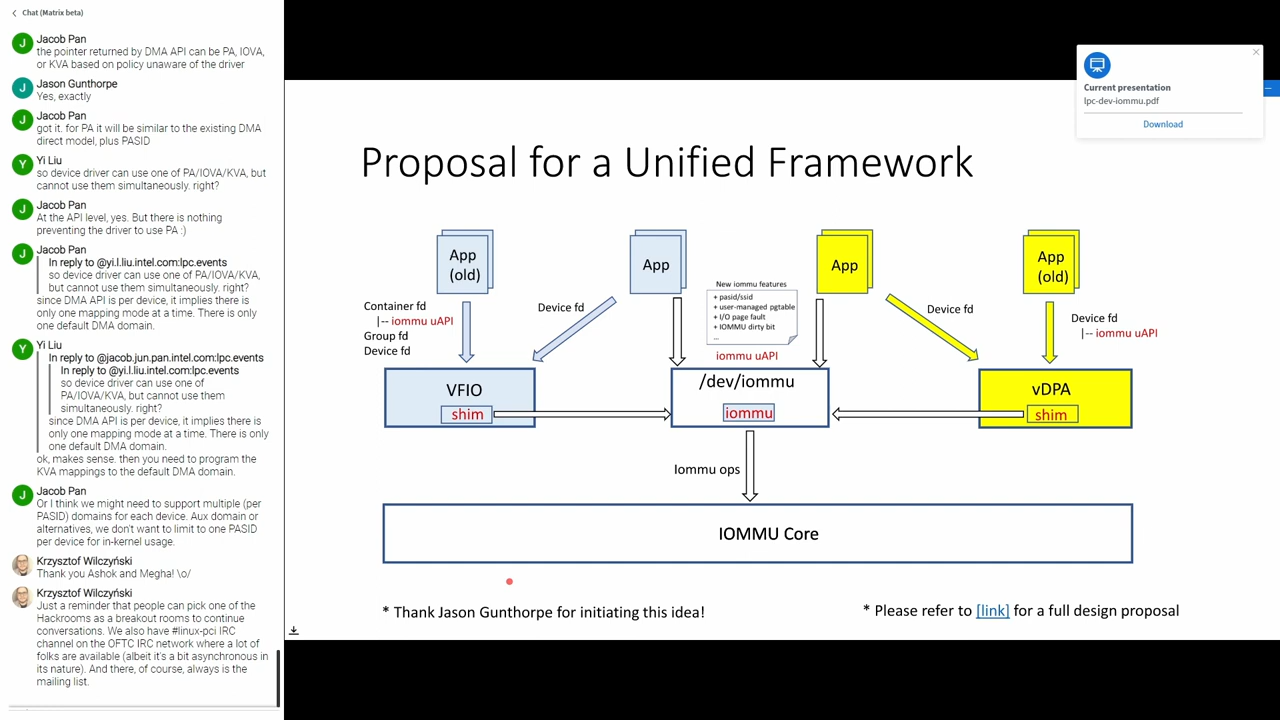 Chat (Matrix beta)
Jacob Pan
the pointer returned by DMA API can be PA, IOVA,
or KVA based on policy unaware of the driver
Jason Gunthorpe
Yes, exactly
Jacob Pan
got it. for PA it will be similar to the existing DMA
direct model, plus PASID
Yi Liu
so device driver can use one of PA/IOVA/KVA, but
cannot use them simultaneously. right?
Jacob Pan
At the API level, yes. But there is nothing
preventing the driver to use PA :)
Jacob Pan
In reply to @yi.l.liu.intel.com:lpc.events
so device driver can use one of PA/IOVA/KVA,
but cannot use them simultaneously. right?
since DMA API is per device, it implies there is
only one mapping mode at a time. There is only
one default DMA domain.
Yi Liu
In reply to @jacob.jun.pan.intel.com:lpc.events
In reply to @yi.l.liu.intel.com:lpc.events
so device driver can use one of
PA/IOVA/KVA, but cannot use them
simultaneously. right?
since DMA API is per device, it implies there is
only one mapping mode at a time. There is only
one default DMA domain.
ok, makes sense. then you need to program the
KVA mappings to the default DMA domain.
Jacob Pan
Or I think we might need to support multiple (per
PASID) domains for each device. Aux domain or
alternatives, we don't want to limit to one PASID
per device for in-kernel usage.
Krzysztof Wilczyński
Thank you Ashok and Megha! \o/
Krzysztof Wilczyński
Just a reminder that people can pick one of the
Hackrooms as a breakout rooms to continue
conversations. We also have #linux-pci IRC
channel on the OFTC IRC network where a lot of
folks are available (albeit it's a bit asynchronous in
its nature). And there, of course, always is the
mailing list.
Current presentation
lpc-dev-iommu.pdf
Download
Proposal for a Unified Framework
App
(old)
App
App
App
(old)
Container fd
|-- iommu uAPI
Group fd
Device fd
Device fd
New iommu features
+ pasid/ssid
+ user-managed pgtable
+ I/O page fault
+ IOMMU dirty bit
...
iommu uAPI
Device fd
Device fd
|-- iommu uAPI
VFIO
shim
/dev/iommu
iommu
vDPA
shim
Iommu ops
IOMMU Core
* Thank Jason Gunthorpe for initiating this idea!
* Please refer to [link] for a full design proposal